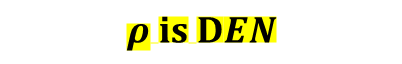 ρ is DEN